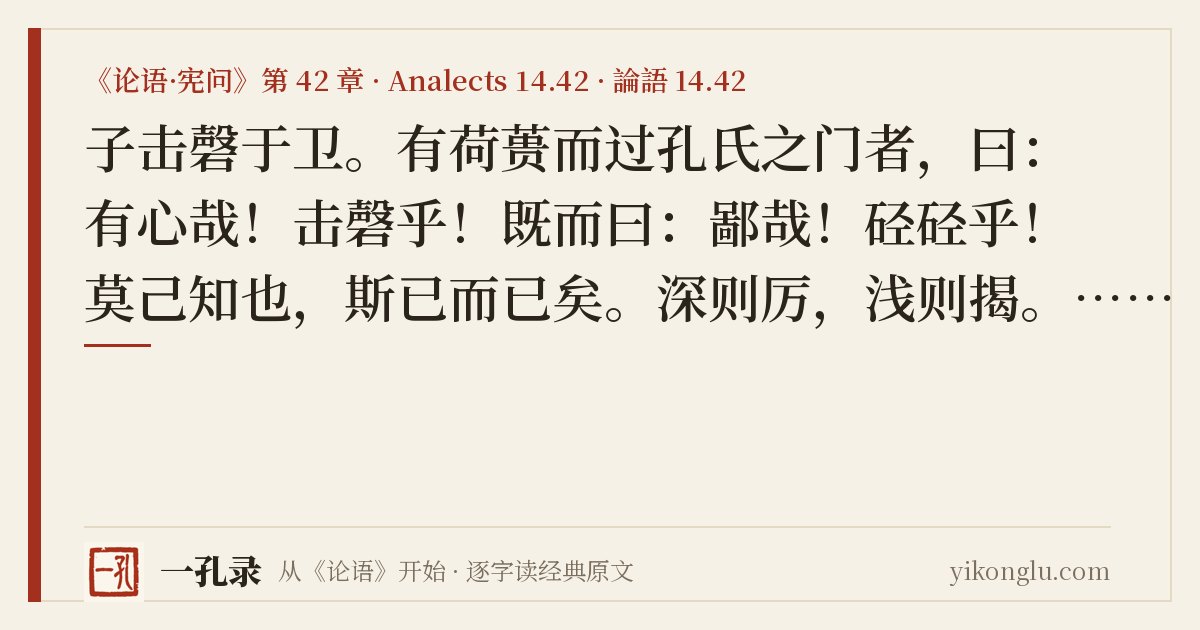 《论语·宪问》第 42 章 · Analects 14.42 · 論語 14.42
子击磬于卫。有荷蒉而过孔氏之门者，曰：
有心哉！击磬乎！既而曰：鄙哉！硁硁乎！
莫己知也，斯已而已矣。深则厉，浅则揭。……
一孔
一孔录 从《论语》开始 · 逐字读经典原文 yikonglu.com